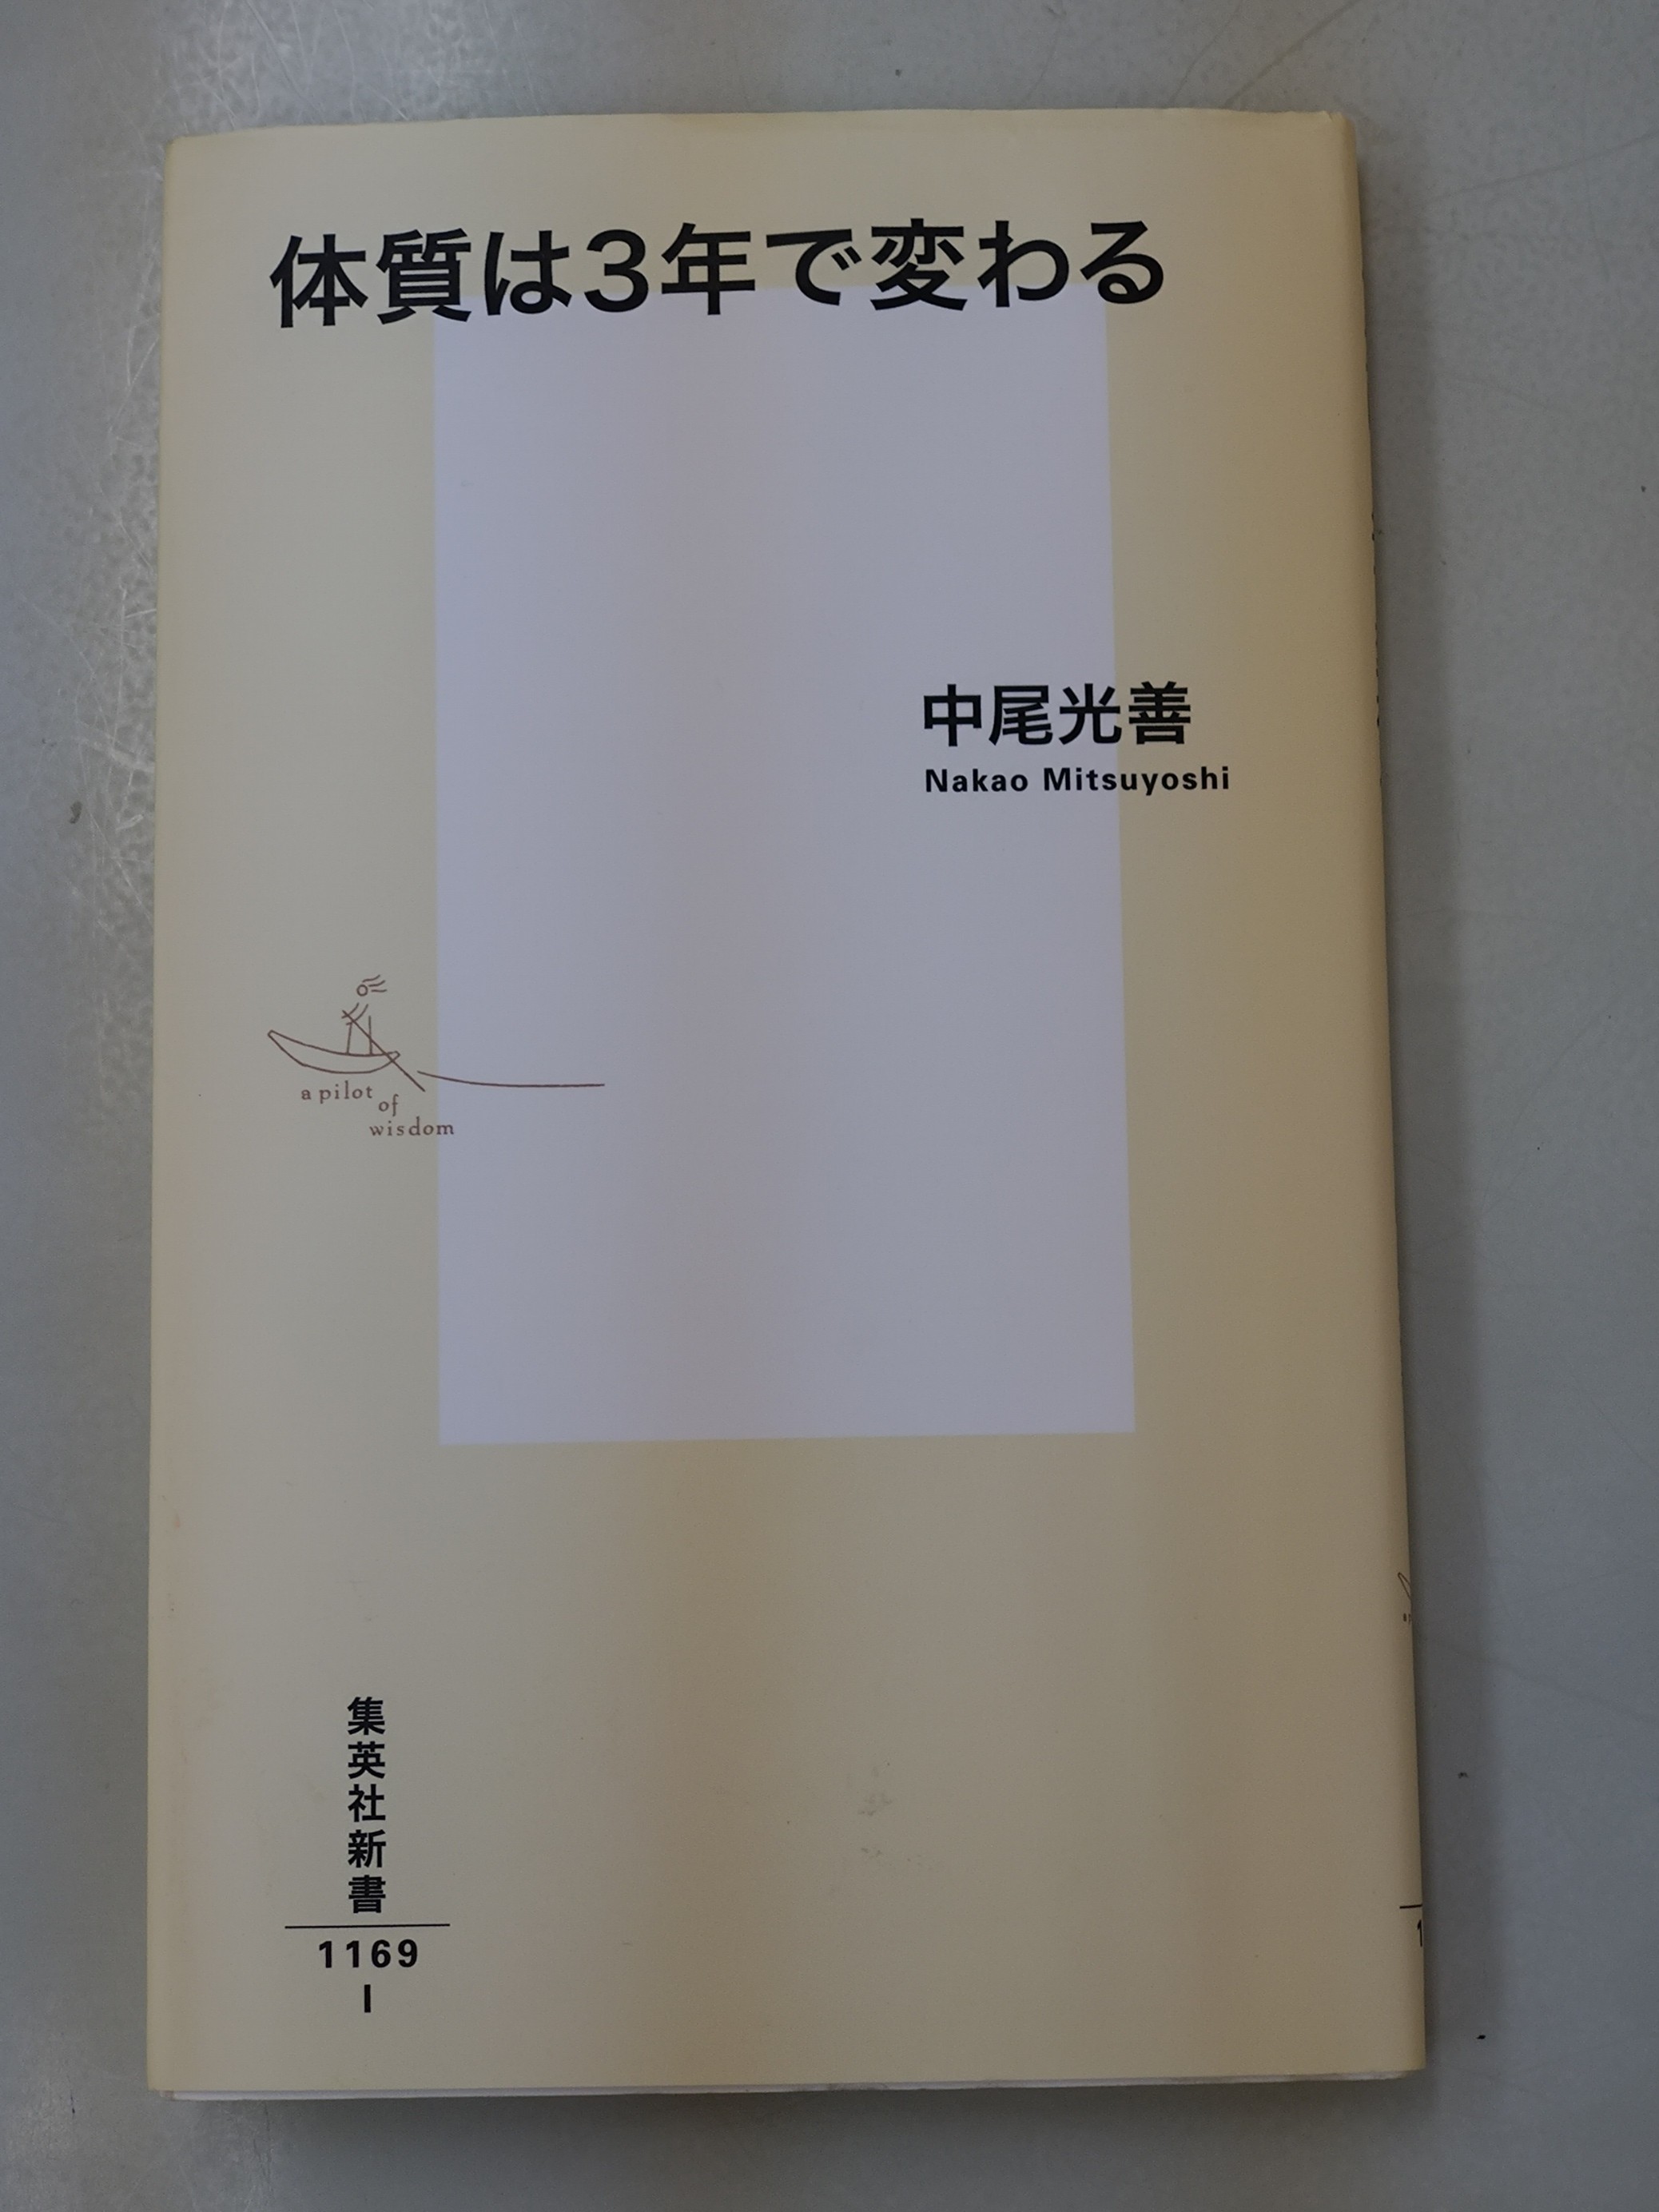 体質は3年で変わる
中尾光善
Nakao Mitsuyoshi
a pilot
of
wisdom
集英社新書
1169
I